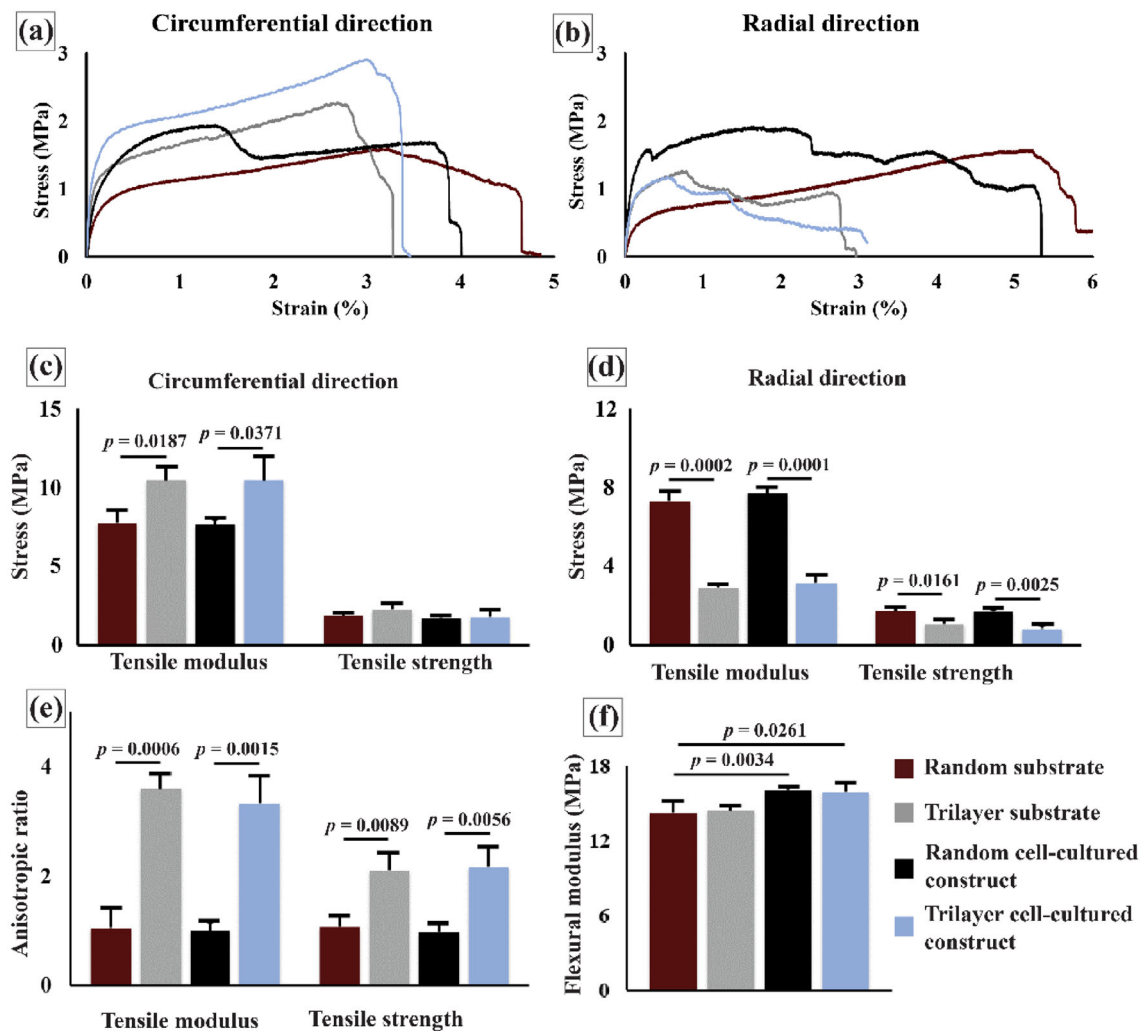 (a)
Circumferential direction
Stress (MPa)
3
2
1
0
0 1 2 3 4 5
Strain (%)
(b)
Radial direction
Stress (MPa)
3
2
1
0
0 1 2 3 4 5 6
Strain (%)
(c)
Circumferential direction
Stress (MPa)
15
10
5
0
p = 0.0187
p = 0.0371
Tensile modulus
Tensile strength
(d)
Radial direction
Stress (MPa)
12
8
4
0
p = 0.0002
p = 0.0001
p = 0.0161
p = 0.0025
Tensile modulus
Tensile strength
(e)
Anisotropic ratio
4
2
0
p = 0.0006
p = 0.0015
p = 0.0089
p = 0.0056
Tensile modulus
Tensile strength
(f)
Flexural modulus (MPa)
18
12
6
0
p = 0.0261
p = 0.0034
Random substrate
Trilayer substrate
Random cell-cultured
construct
Trilayer cell-cultured
construct